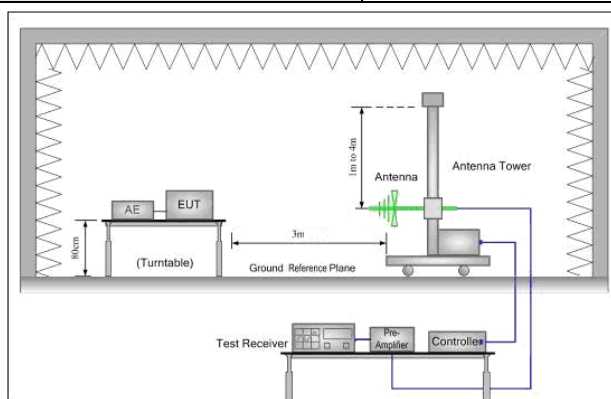 1m to 4m
Antenna
Antenna Tower
AE
EUT
3m
80cm
(Turntable)
Ground Reference Plane
Test Receiver
Pre-
Amplifier
Controller